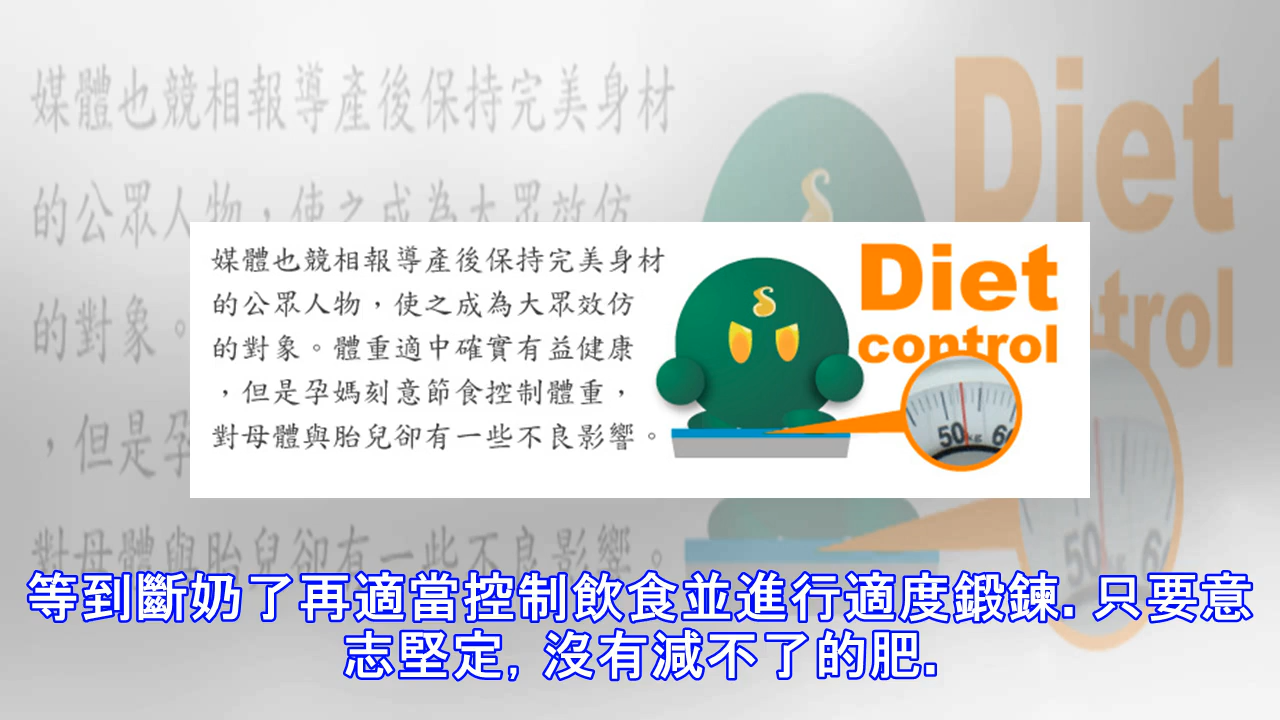 媒體也競相報導產後保持完美身材
的公眾人物，使之成為大眾效仿
的對象。體重適中確實有益健康
，但是孕媽刻意節食控制體重，
對母體與胎兒卻有一些不良影響。
Diet
control
50 kg 6
等到斷奶了再適當控制飲食並進行適度鍛鍊. 只要意
志堅定, 沒有減不了的肥.